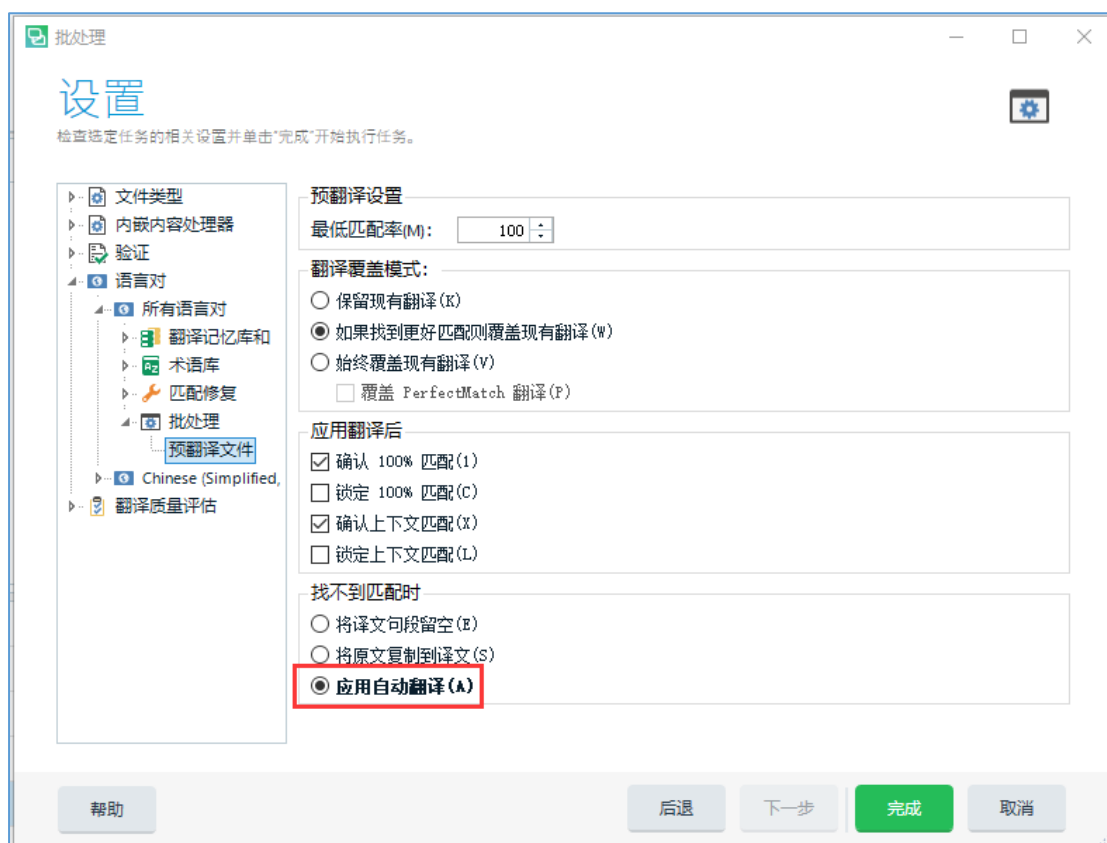 批处理
设置
检查选定任务的相关设置并单击“完成”开始执行任务。
文件类型
内嵌内容处理器
验证
语言对
所有语言对
翻译记忆库和
术语库
匹配修复
批处理
预翻译文件
Chinese (Simplified,
翻译质量评估
预翻译设置
最低匹配率(M)： 100
翻译覆盖模式：
保留现有翻译(K)
如果找到更好匹配则覆盖现有翻译(W)
始终覆盖现有翻译(V)
覆盖 PerfectMatch 翻译(P)
应用翻译后
确认 100% 匹配(1)
锁定 100% 匹配(C)
确认上下文匹配(X)
锁定上下文匹配(L)
找不到匹配时
将译文句段留空(E)
将原文复制到译文(S)
应用自动翻译(A)
帮助 后退 下一步 完成 取消